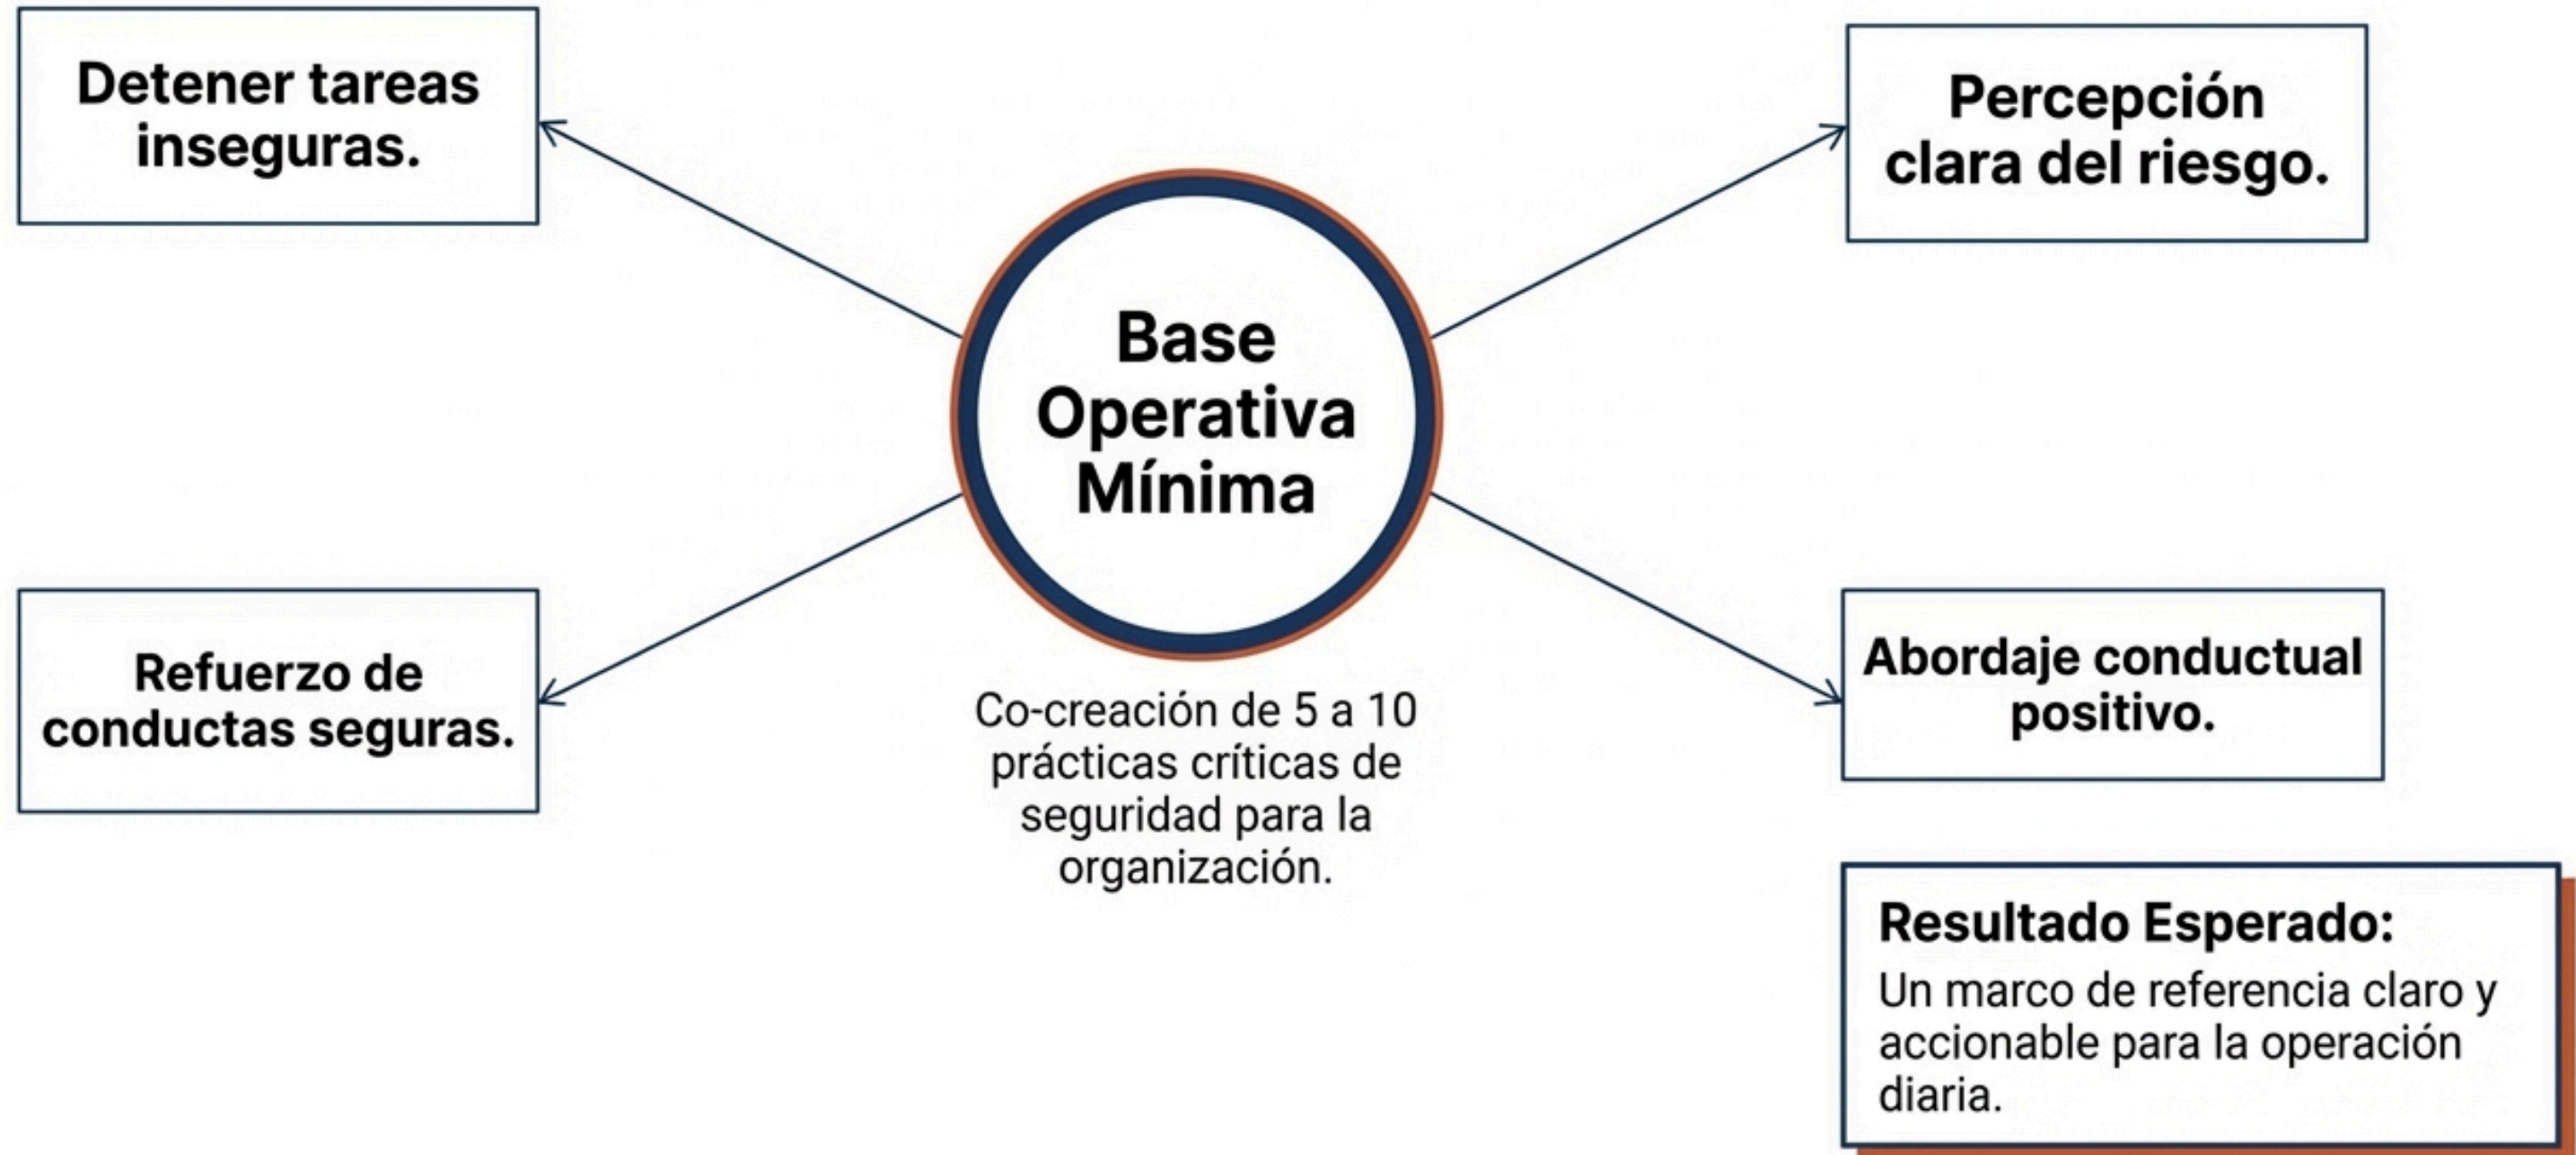 Detener tareas
inseguras.
Percepción
clara del riesgo.
Base
Operativa
Mínima
Refuerzo de
conductas seguras.
Abordaje conductual
positivo.
Co-creación de 5 a 10
prácticas críticas de
seguridad para la
organización.
Resultado Esperado:
Un marco de referencia claro y
accionable para la operación
diaria.